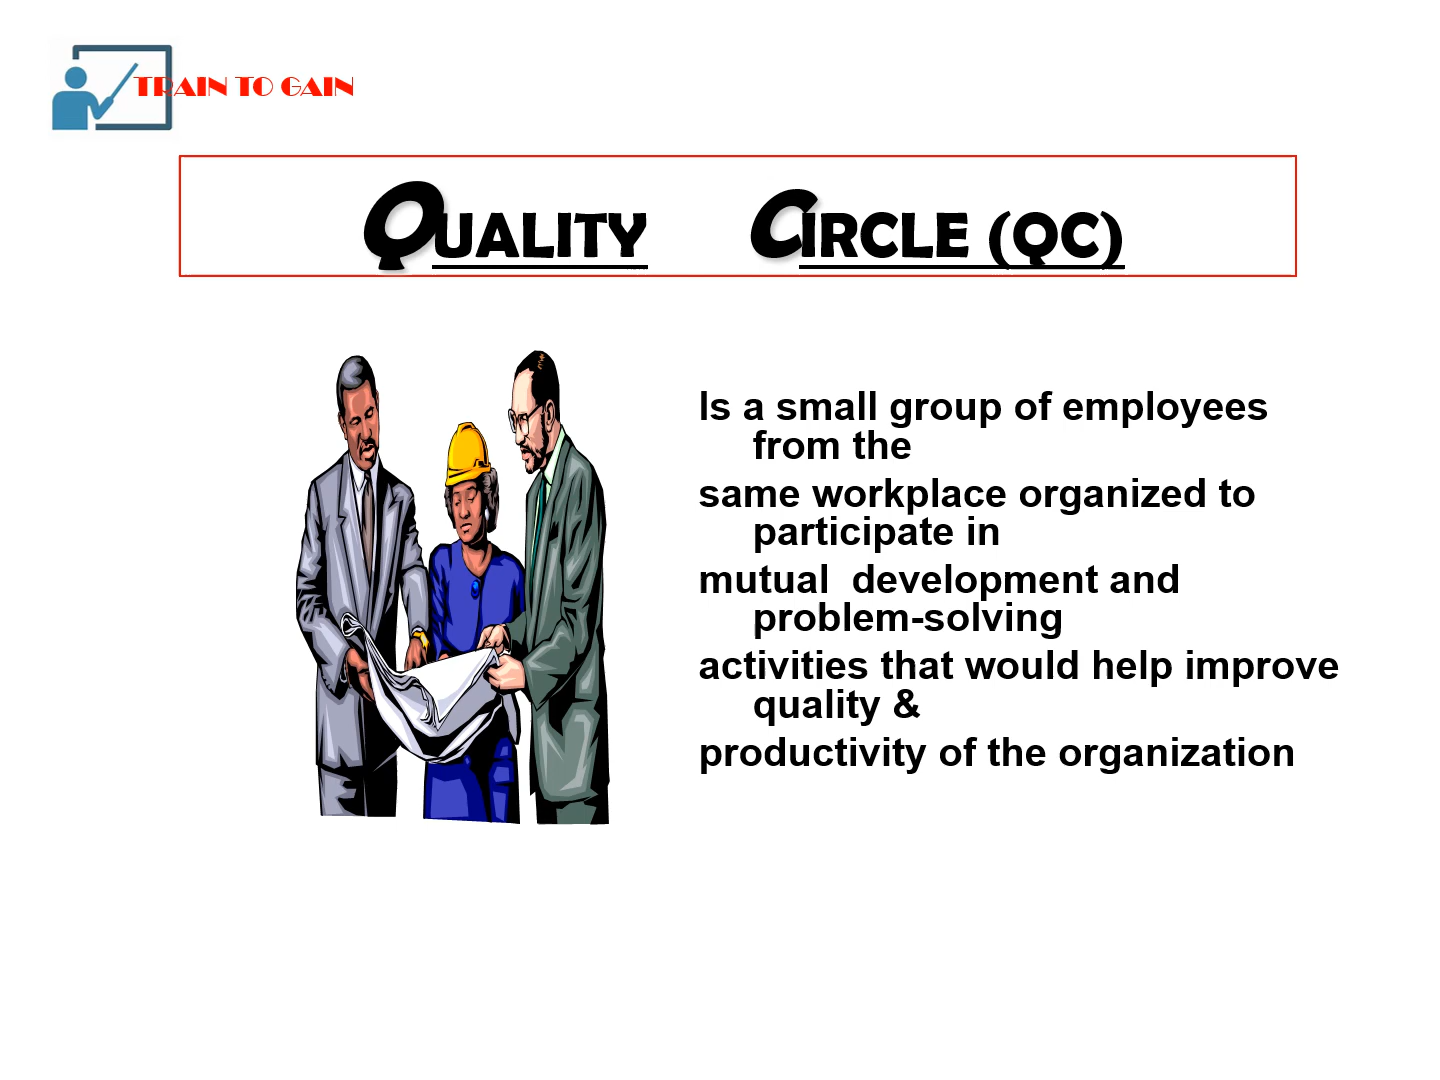 TRAIN TO GAIN
QUALITY CIRCLE (QC)
Is a small group of employees
from the
same workplace organized to
participate in
mutual development and
problem-solving
activities that would help improve
quality &
productivity of the organization